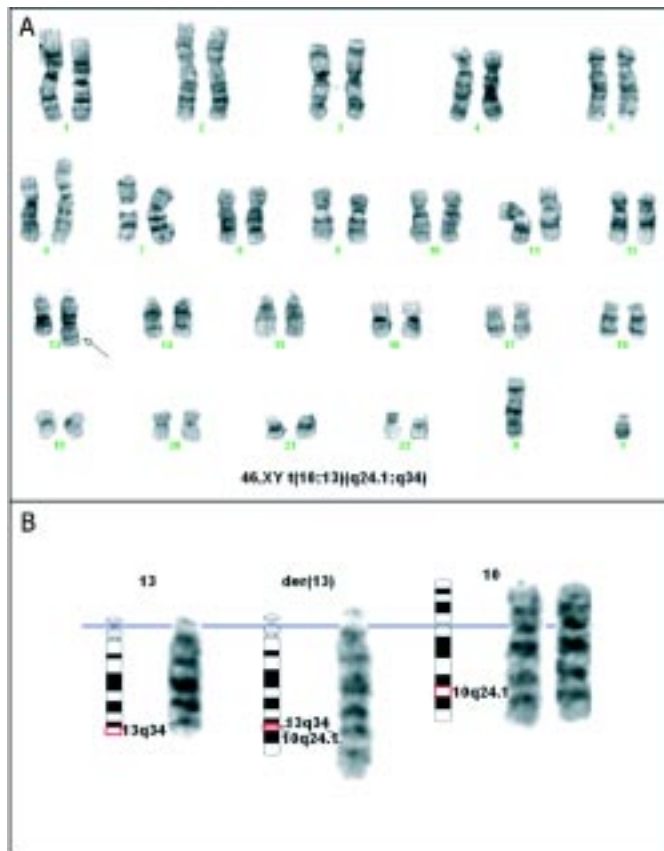 A
1 2 3 4 5
6 7 8 9 10 11 12
13 14 15 16 17 18
19 20 21 22 X Y
46,XY t(10;13)(q24.1;q34)
B
13 der(13) 10
10q24.1
13q34 13q34
10q24.1